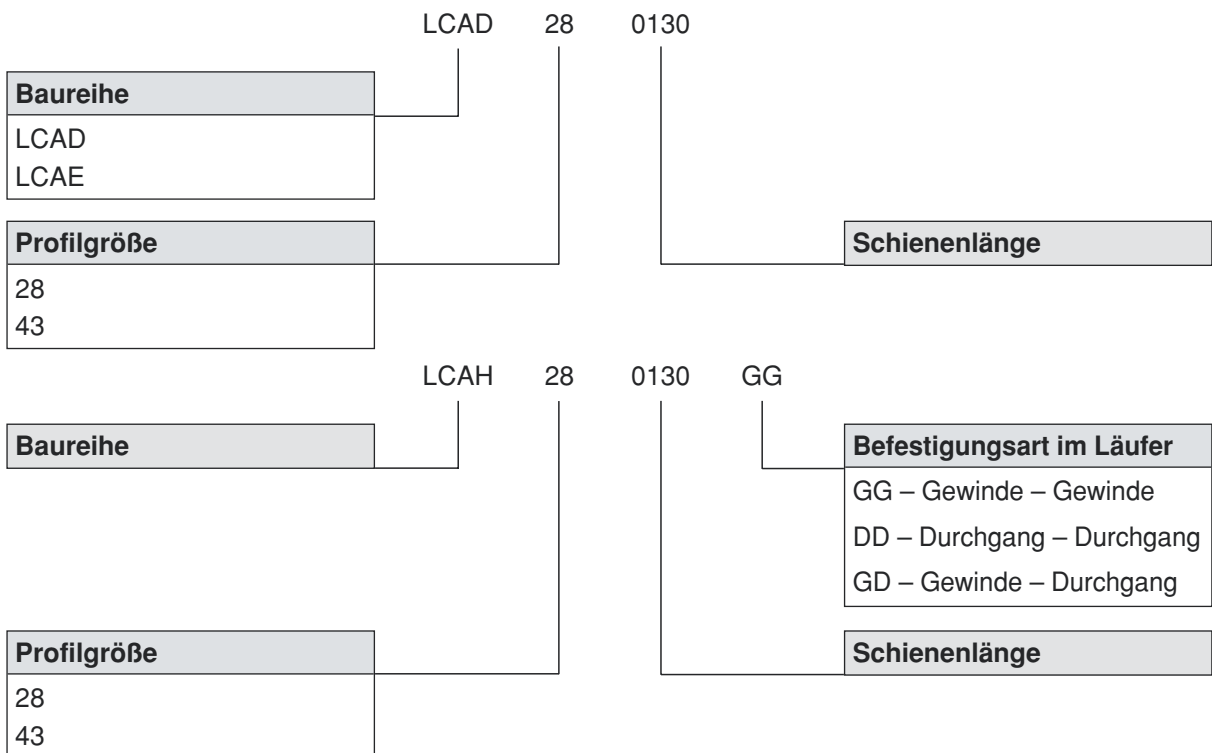 LCAD 28 0130
Baureihe
LCAD
LCAE
Profilgröße
28
43
Schienenlänge
LCAH 28 0130 GG
Baureihe
Befestigungsart im Läufer
GG – Gewinde – Gewinde
DD – Durchgang – Durchgang
GD – Gewinde – Durchgang
Profilgröße
28
43
Schienenlänge